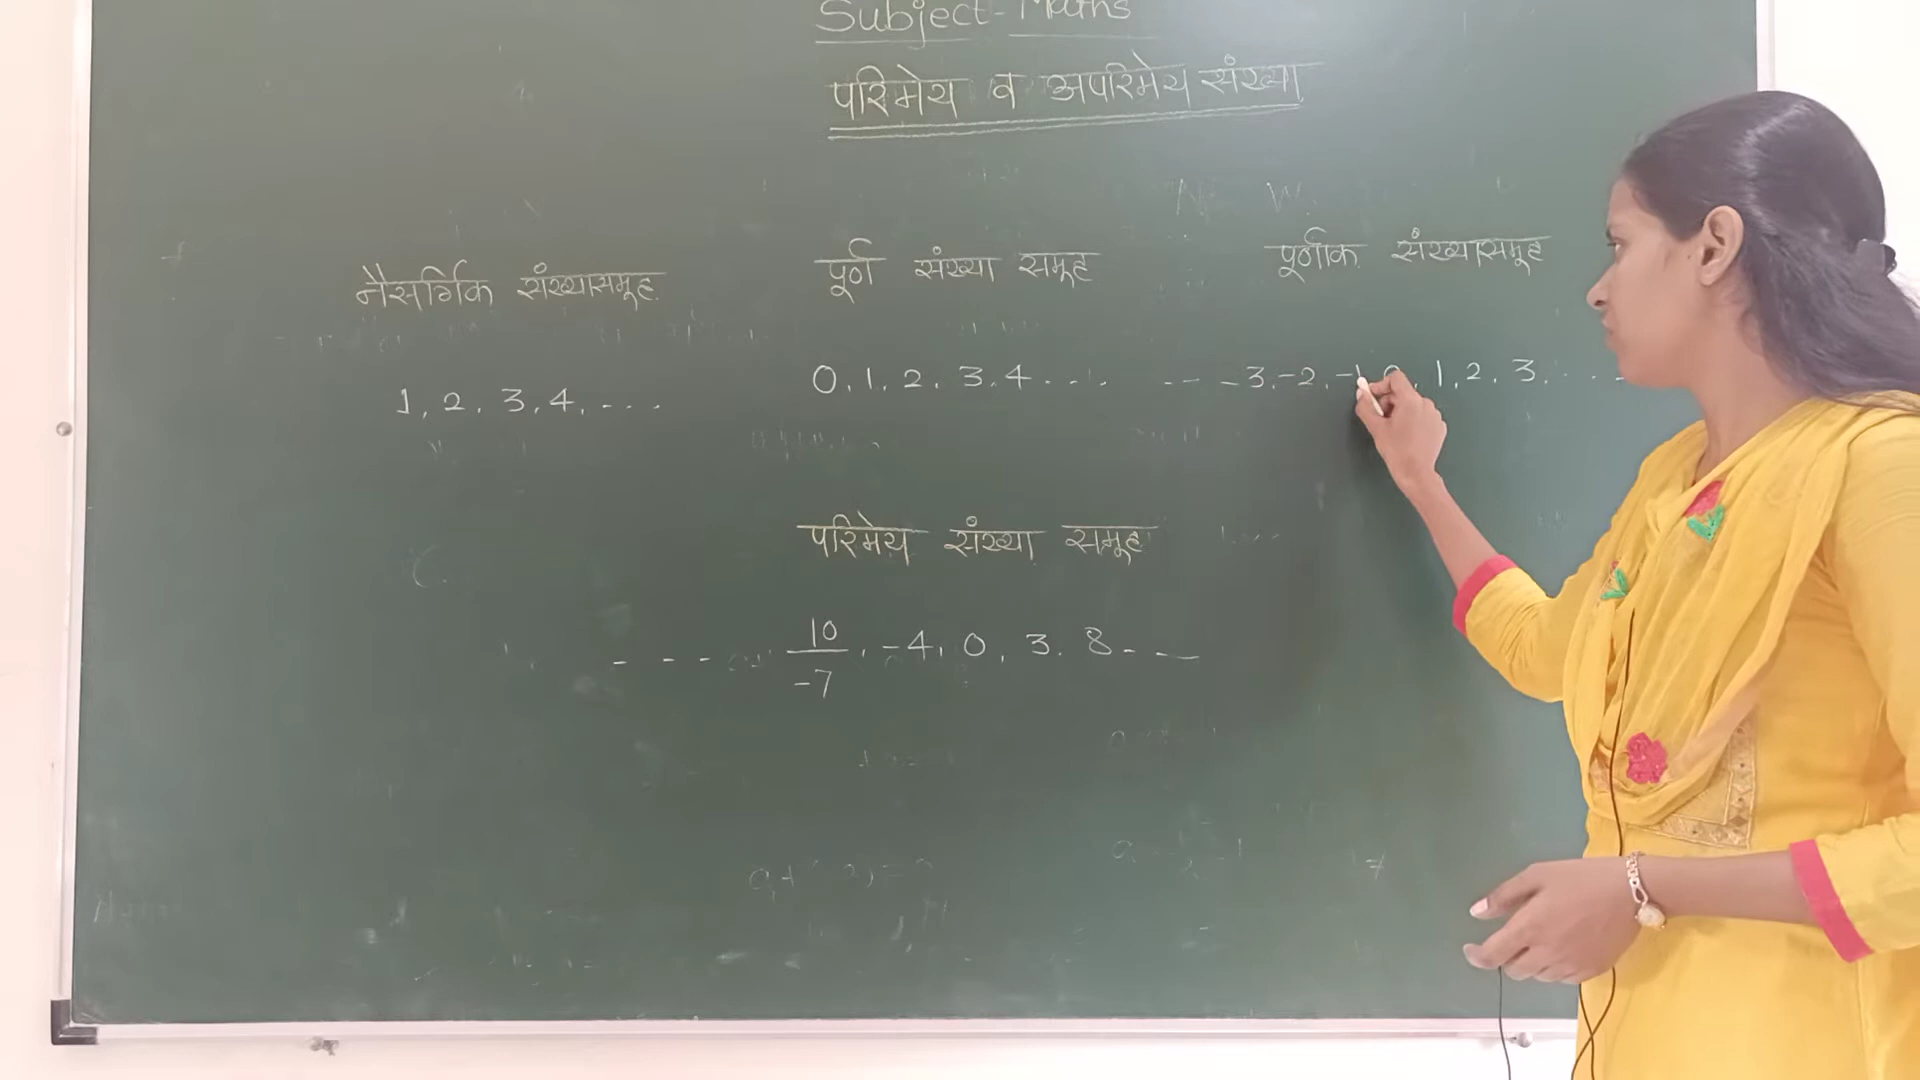 Subject - Maths
परिमेय व अपरिमेय संख्या
नैसर्गिक संख्यासमूह
1, 2, 3, 4, ...
पूर्ण संख्या समूह
0, 1, 2, 3, 4 ....
पूर्णांक संख्यासमूह
--- -3, -2, -1, 0, 1, 2, 3, ...
परिमेय संख्या समूह
- - - 10/-7, -4, 0, 3, 8 - - -